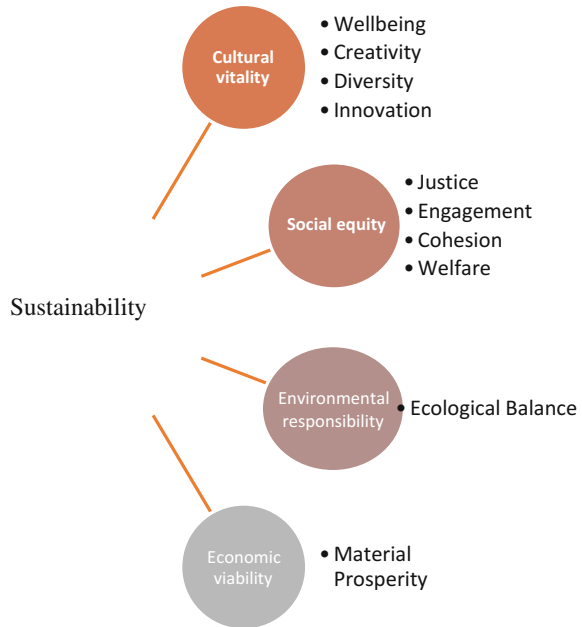 Cultural
vitality
• Wellbeing
• Creativity
• Diversity
• Innovation
Social equity
• Justice
• Engagement
• Cohesion
• Welfare
Sustainability
Environmental
responsibility
• Ecological Balance
Economic
viability
• Material
Prosperity